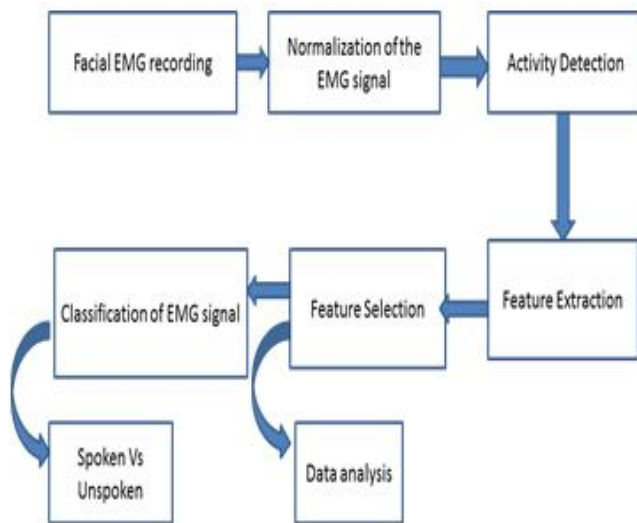 Facial EMG recording
Normalization of the
EMG signal
Activity Detection
Feature Extraction
Feature Selection
Classification of EMG signal
Spoken Vs
Unspoken
Data analysis